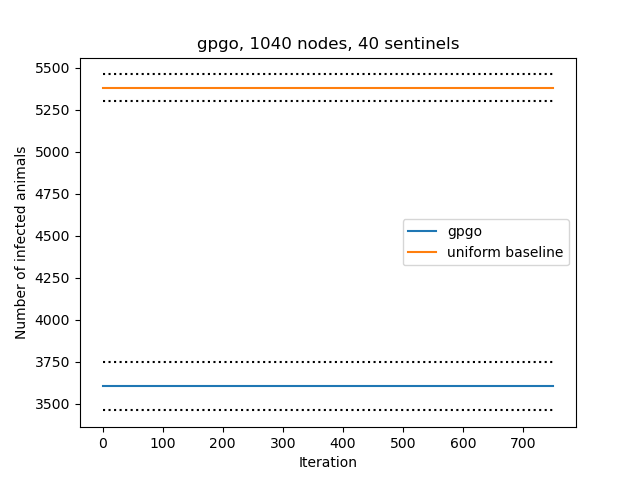 gpgo, 1040 nodes, 40 sentinels
Number of infected animals
5500
5250
5000
4750
4500
4250
4000
3750
3500
gpgo
uniform baseline
0 100 200 300 400 500 600 700
Iteration